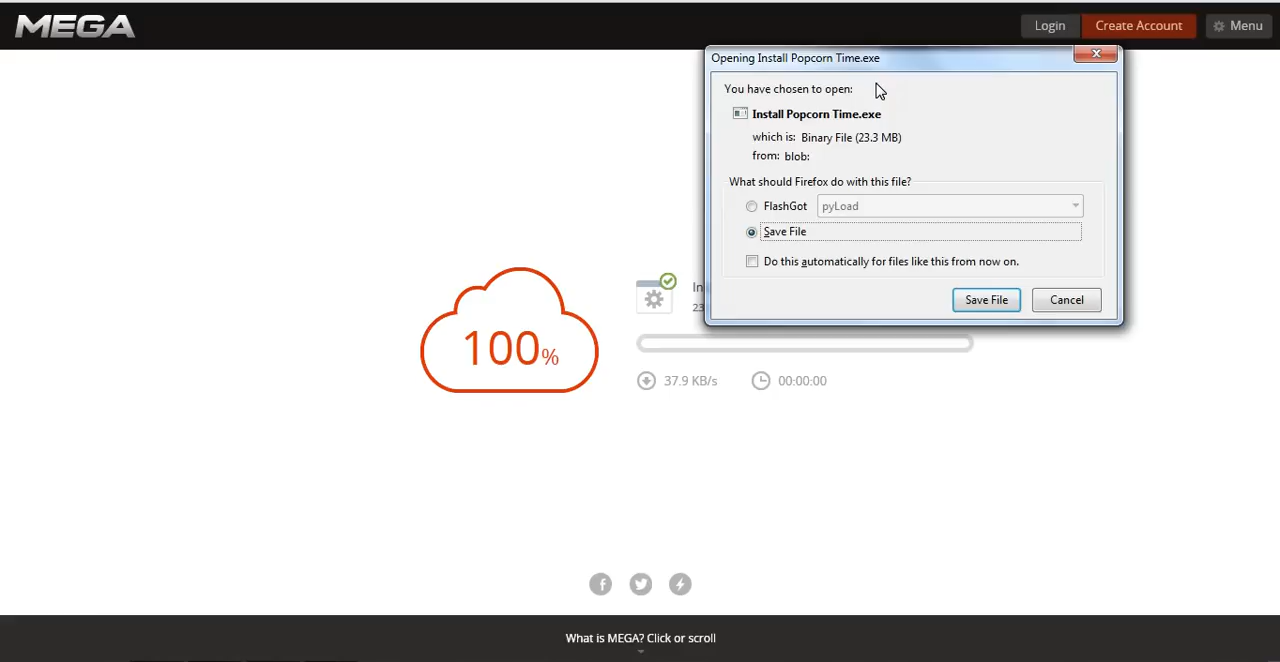 MEGA
Login
Create Account
Menu
Opening Install Popcorn Time.exe
You have chosen to open:
Install Popcorn Time.exe
which is: Binary File (23.3 MB)
from: blob:
What should Firefox do with this file?
FlashGot
pyLoad
Save File
Do this automatically for files like this from now on.
Save File
Cancel
In
23
100%
37.9 KB/s
00:00:00
What is MEGA? Click or scroll